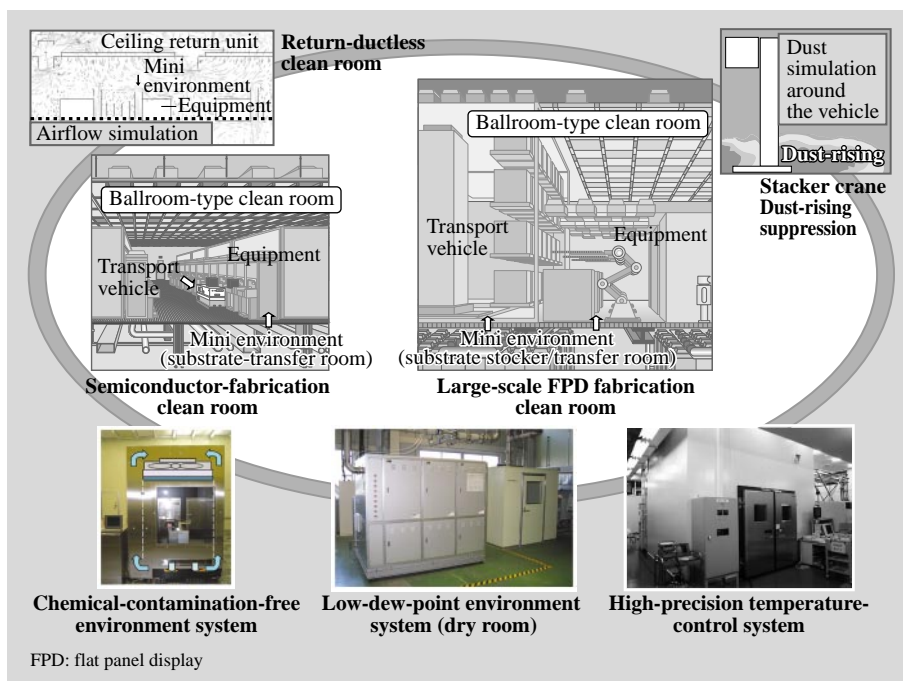 Ceiling return unit
Mini
environment
Equipment
Airflow simulation
Return-ductless
clean room
Dust
simulation
around
the vehicle
Dust-rising
Stacker crane
Dust-rising
suppression
Ballroom-type clean room
Transport
vehicle
Equipment
Mini environment
(substrate-transfer room)
Semiconductor-fabrication
clean room
Ballroom-type clean room
Transport
vehicle
Equipment
Mini environment
(substrate stocker/transfer room)
Large-scale FPD fabrication
clean room
Chemical-contamination-free
environment system
Low-dew-point environment
system (dry room)
High-precision temperature-
control system
FPD: flat panel display